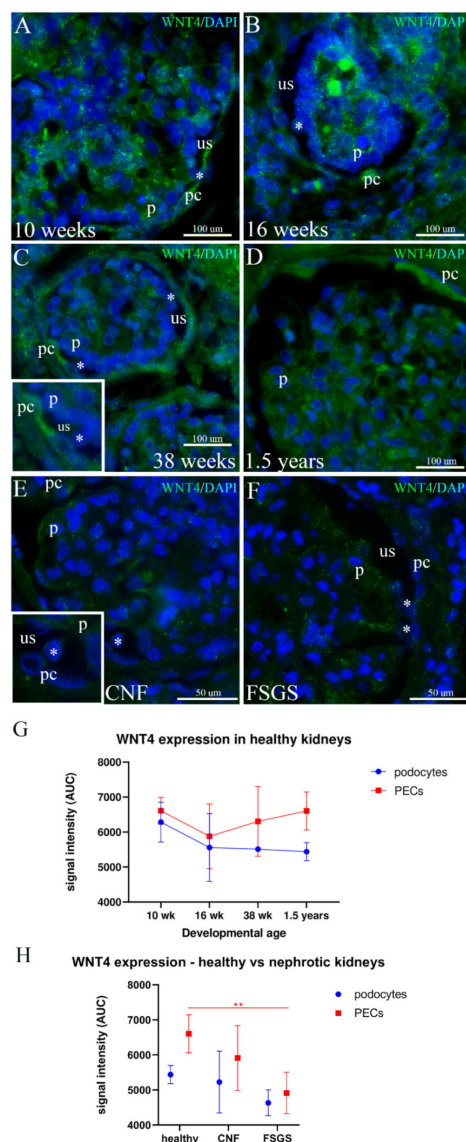 A
WNT4/DAPI
us
*
pc
p
10 weeks
100 um
B
WNT4/DAPI
us
*
p
pc
16 weeks
100 um
C
WNT4/DAPI
*
us
p
pc
*
pc
p
us
*
100 um
38 weeks
D
WNT4/DAPI
pc
p
100 um
1.5 years
E
WNT4/DAPI
pc
p
us
p
*
*
pc
CNF
50 um
F
WNT4/DAPI
us
pc
p
*
*
FSGS
50 um
G
WNT4 expression in healthy kidneys
signal intensity (AUC)
8000
7000
6000
5000
4000
10 wk 16 wk 38 wk 1.5 years
Developmental age
podocytes
PECs
H
WNT4 expression - healthy vs nephrotic kidneys
signal intensity (AUC)
8000
7000
6000
5000
4000
**
healthy CNF FSGS
podocytes
PECs